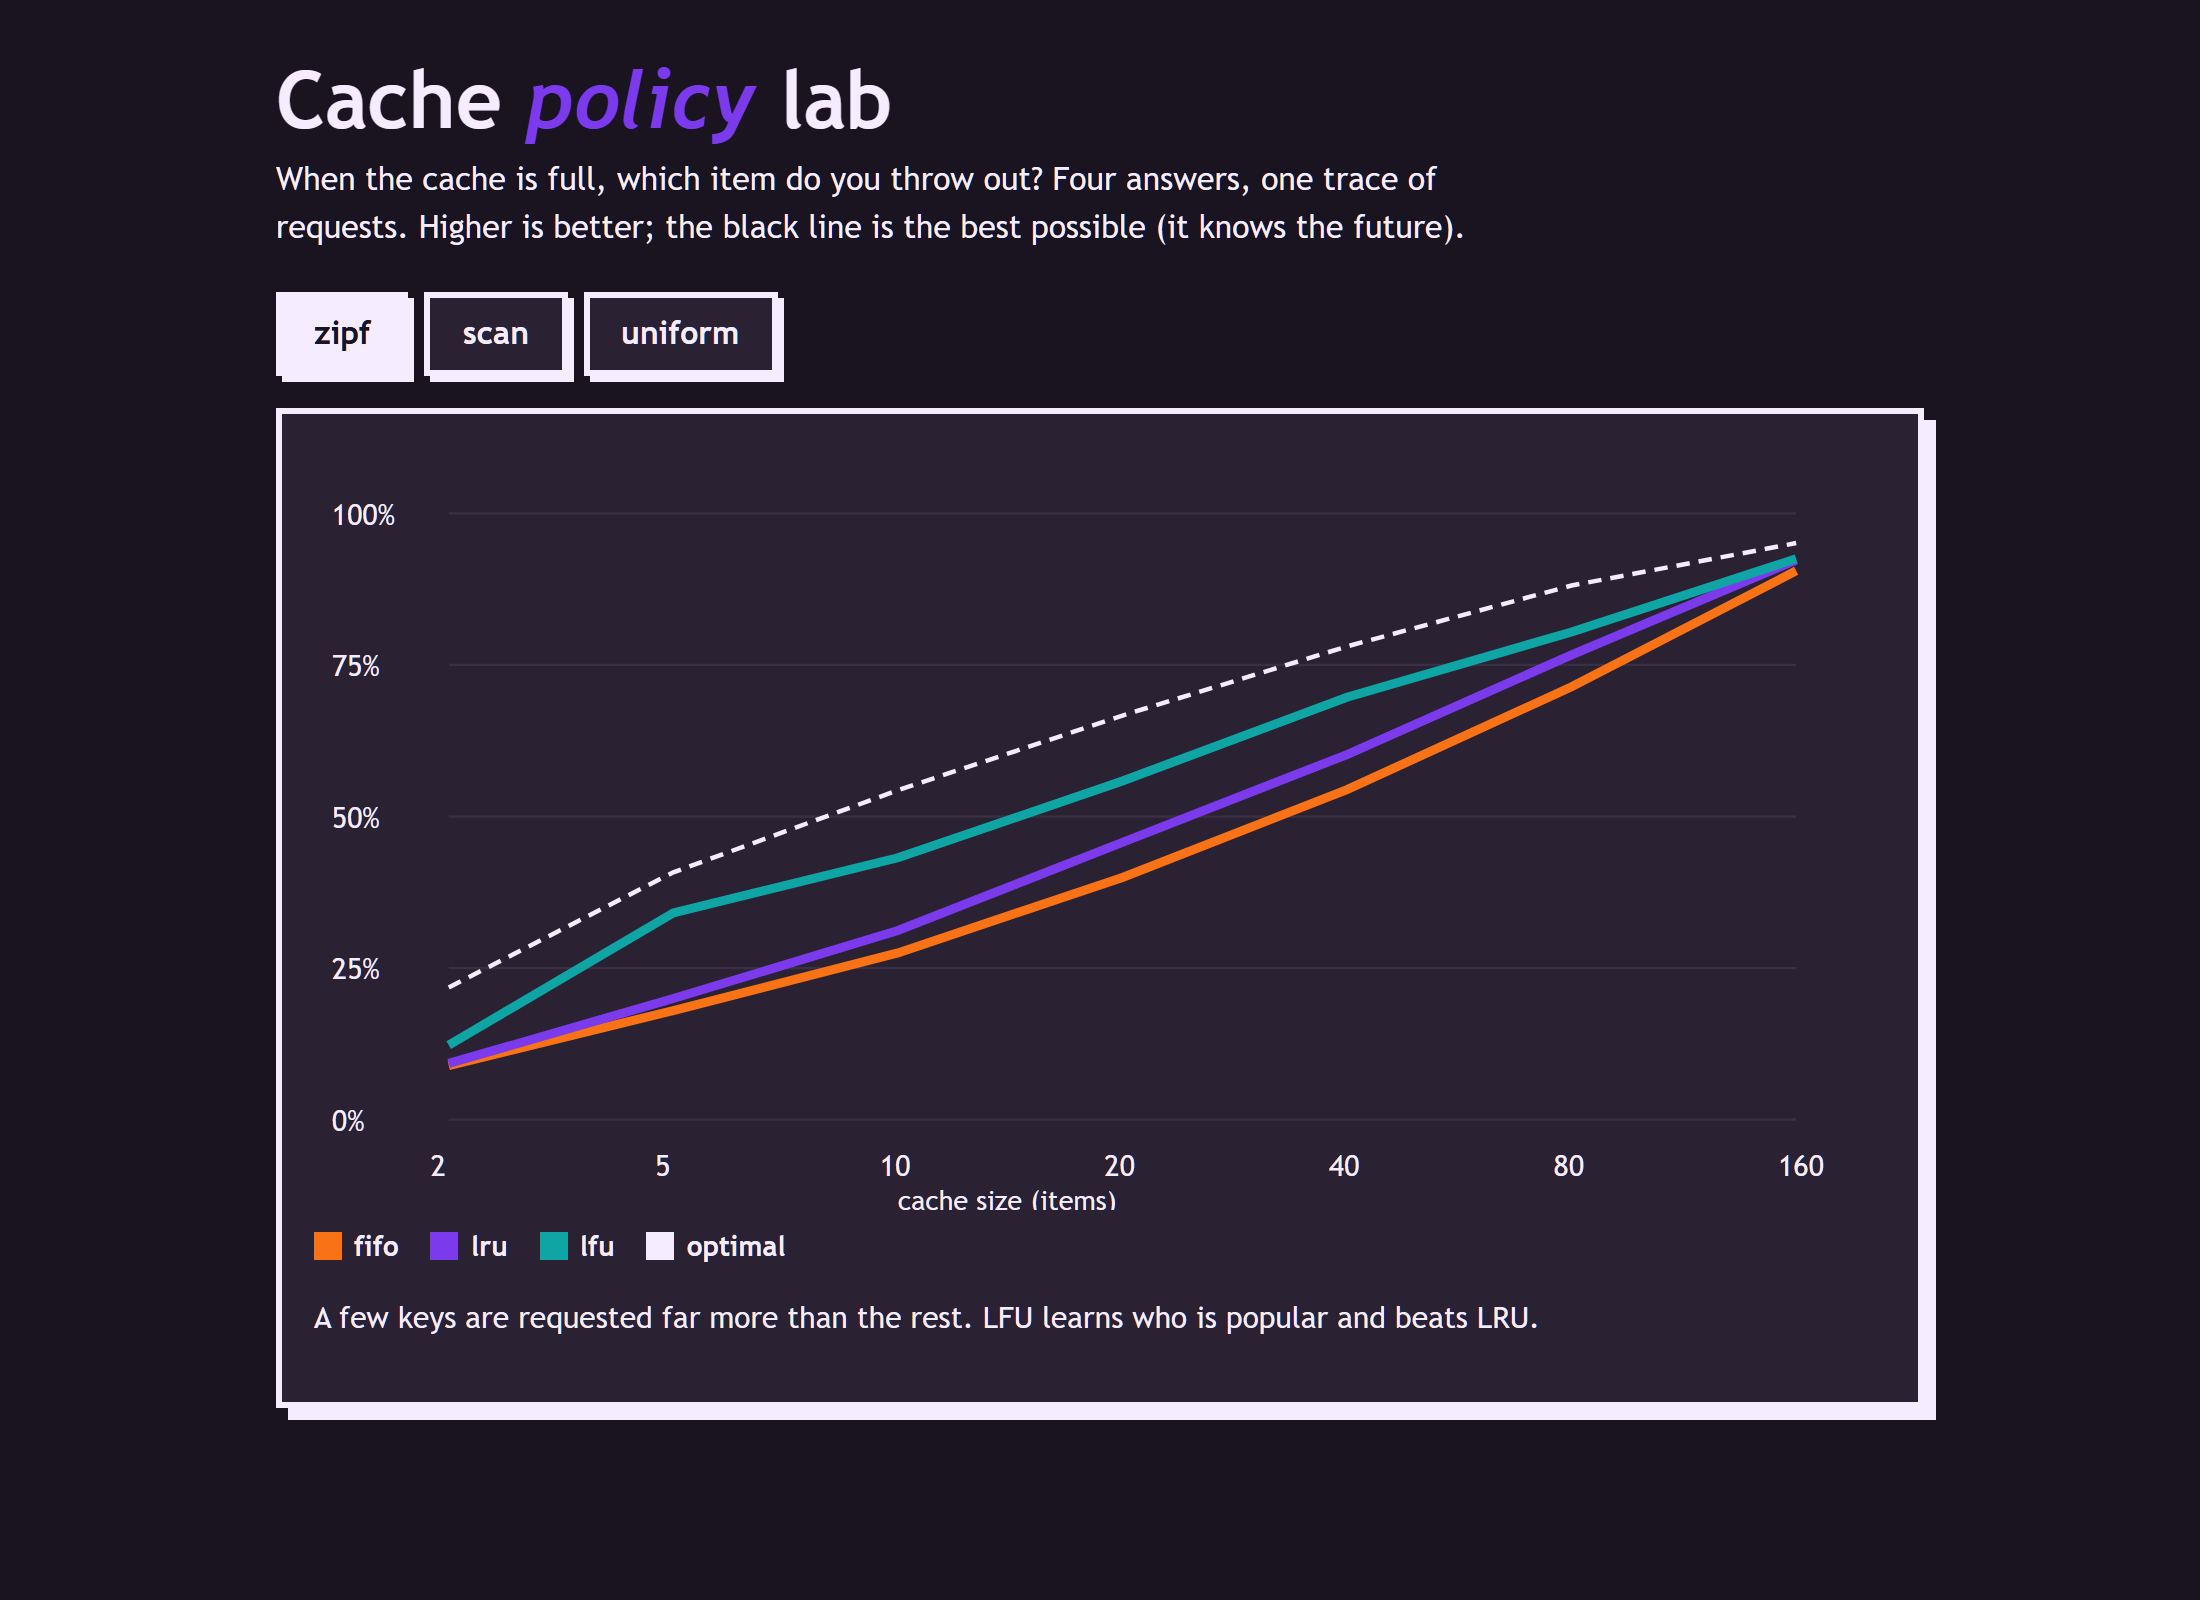 Cache policy lab
When the cache is full, which item do you throw out? Four answers, one trace of
requests. Higher is better; the black line is the best possible (it knows the future).
zipf
scan
uniform
100%
75%
50%
25%
0%
2 5 10 20 40 80 160
cache size (items)
fifo lru lfu optimal
A few keys are requested far more than the rest. LFU learns who is popular and beats LRU.